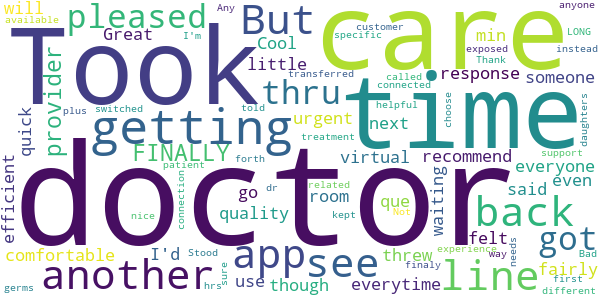 will
available
pleased
Great
I'm
But
Any
customer
care
anyone
LONG
specific
exposed
instead
Thank
min
Cool
little
response
someone
Took
provider
quick
thru
transferred
called
connected
time
plus
switched
getting
told
urgent
helpful
choose
next
treatment
daughters
FINALLY
forth
virtual
recommend
support
everyone
patient
even
doctor
efficient
connection
go
dr
related
que
said
back
nice
quality
room
kept
Not
waiting
felt
needs
got
comfortable
I'd
Stood
app
see
threw
experience
way
fairly
Bad
another
sure
use
though
everytime
finaly
line
first
germs
hrs
different